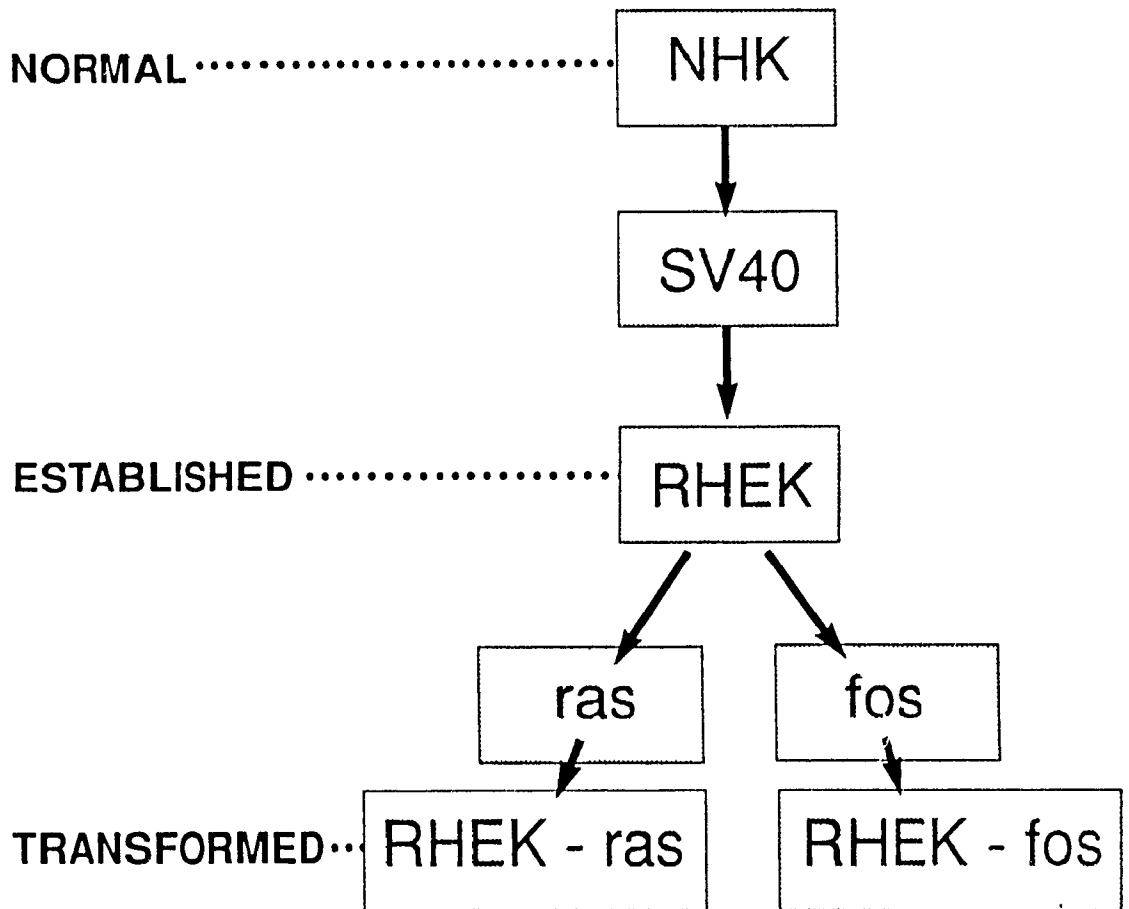 NORMAL NHK
SV40
ESTABLISHED RHEK
ras fos
TRANSFORMED RHEK - ras RHEK - fos